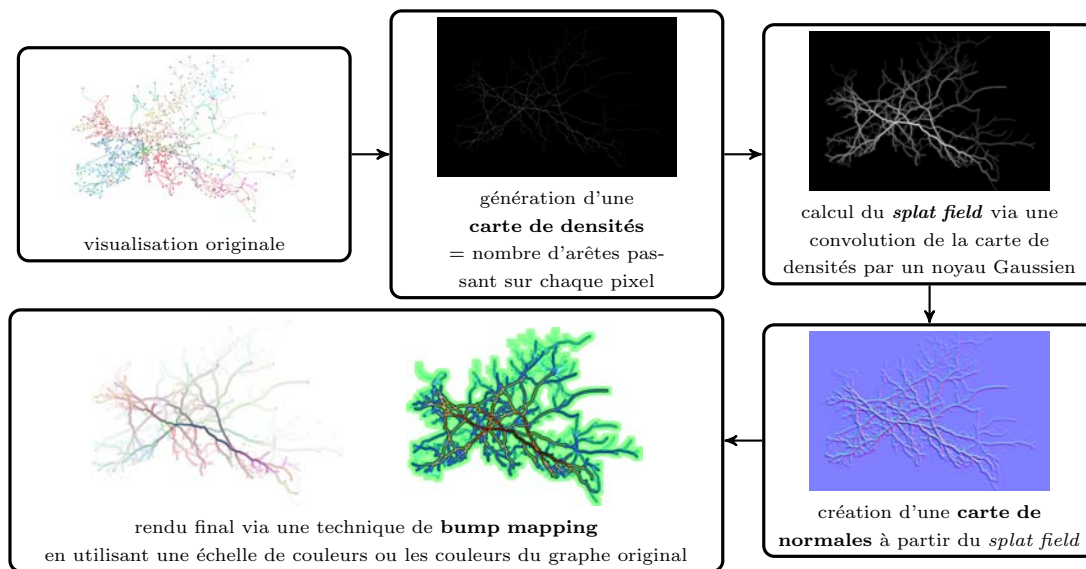 visualisation originale
génération d'une
carte de densités
= nombre d'arêtes pas-
sant sur chaque pixel
calcul du splat field via une
convolution de la carte de
densités par un noyau Gaussien
création d'une carte de
normales à partir du splat field
rendu final via une technique de bump mapping
en utilisant une échelle de couleurs ou les couleurs du graphe original